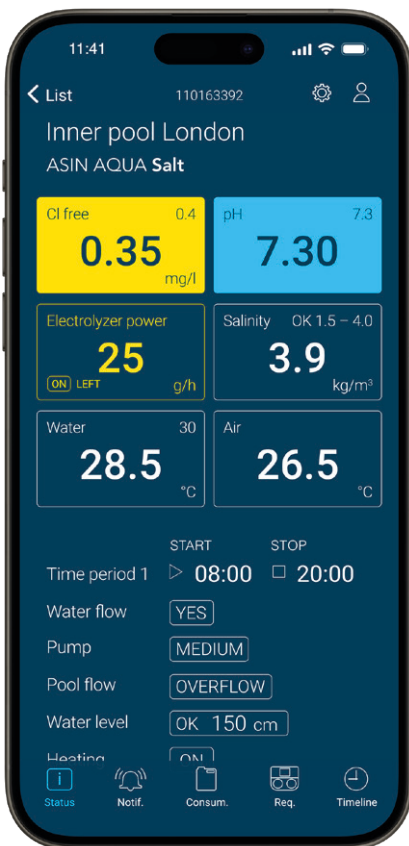 11:41
List 110163392
Inner pool London
ASIN AQUA Salt
Cl free 0.4
0.35
mg/l
pH 7.3
7.30
Electrolyzer power
25
ON LEFT g/h
Salinity OK 1.5 – 4.0
3.9
kg/m³
Water 30
28.5
°C
Air
26.5
°C
START STOP
Time period 1 08:00 20:00
Water flow YES
Pump MEDIUM
Pool flow OVERFLOW
Water level OK 150 cm
Heating ON
Status Notif. Consum. Req. Timeline